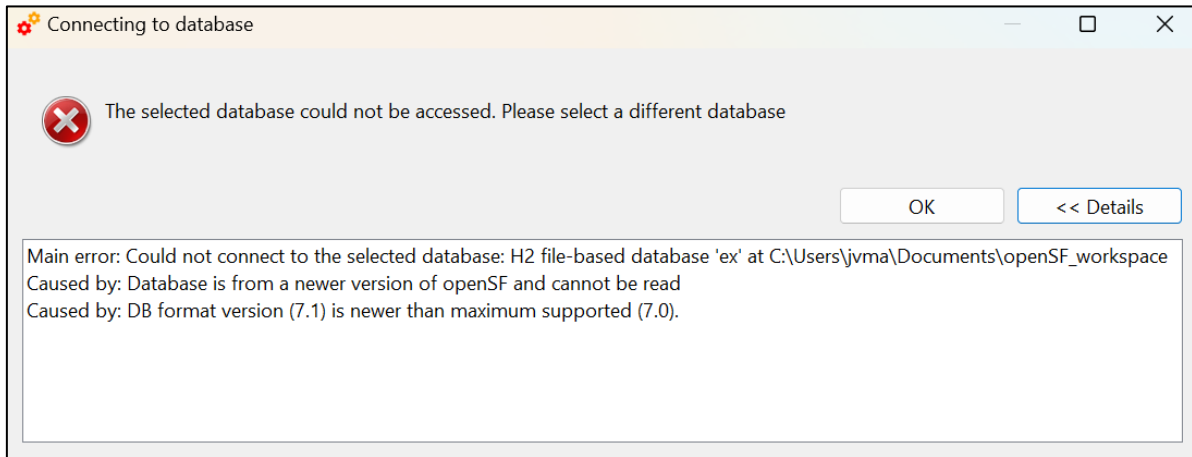 Connecting to database
The selected database could not be accessed. Please select a different database
OK
<< Details
Main error: Could not connect to the selected database: H2 file-based database 'ex' at C:\Users\jvma\Documents\openSF_workspace
Caused by: Database is from a newer version of openSF and cannot be read
Caused by: DB format version (7.1) is newer than maximum supported (7.0).